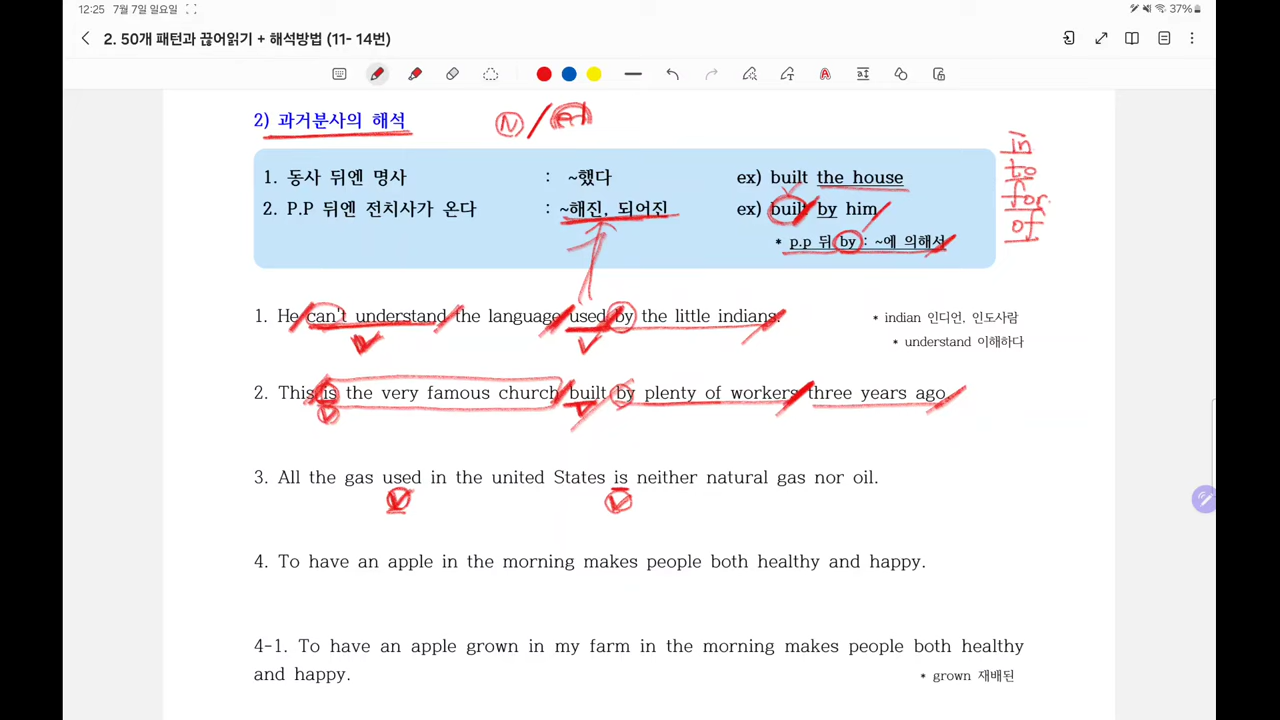 12:25 7월 7일 일요일
37%
2. 50개 패턴과 끊어읽기 + 해석방법 (11- 14번)
2) 과거분사의 해석
N /
1. 동사 뒤엔 명사 : ~했다 ex) built the house
2. P.P 뒤엔 전치사가 온다 : ~해진, 되어진 ex) built by him
* p.p 뒤 by : ~에 의해서
1. He can't understand the language used by the little indians. * indian 인디언, 인도사람
* understand 이해하다
2. This is the very famous church built by plenty of workers three years ago.
3. All the gas used in the united States is neither natural gas nor oil.
4. To have an apple in the morning makes people both healthy and happy.
4-1. To have an apple grown in my farm in the morning makes people both healthy
and happy. * grown 재배된